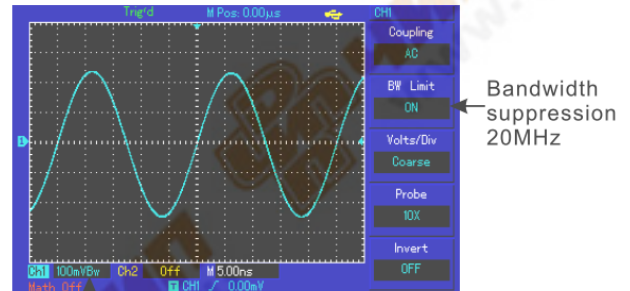 Trig'd M Pos: 0.00μs CH1
Coupling
AC
BW Limit
ON
Bandwidth
suppression
20MHz
Volts/Div
Coarse
Probe
10X
Invert
OFF
1
Ch1 100mVBw Ch2 Off M 5.00ns
Math Off T CH1 / 0.00mV